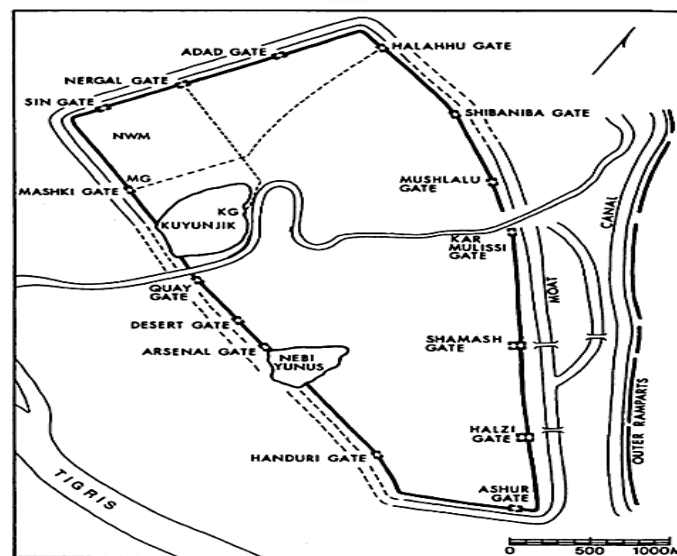 ADAD GATE
HALAHHU GATE
NERGAL GATE
SIN GATE
SHIBANIBA GATE
NWM
MG
MASHKI GATE
MUSHLALU
GATE
KG
KUYUNJIK
KAR
MULISSI
GATE
CANAL
QUAY
GATE
MOAT
DESERT GATE
ARSENAL GATE
SHAMASH
GATE
NEBI
YUNUS
OUTER RAMPARTS
HALZI
GATE
HANDURI GATE
TIGRIS
ASHUR
GATE
0 500 1000M